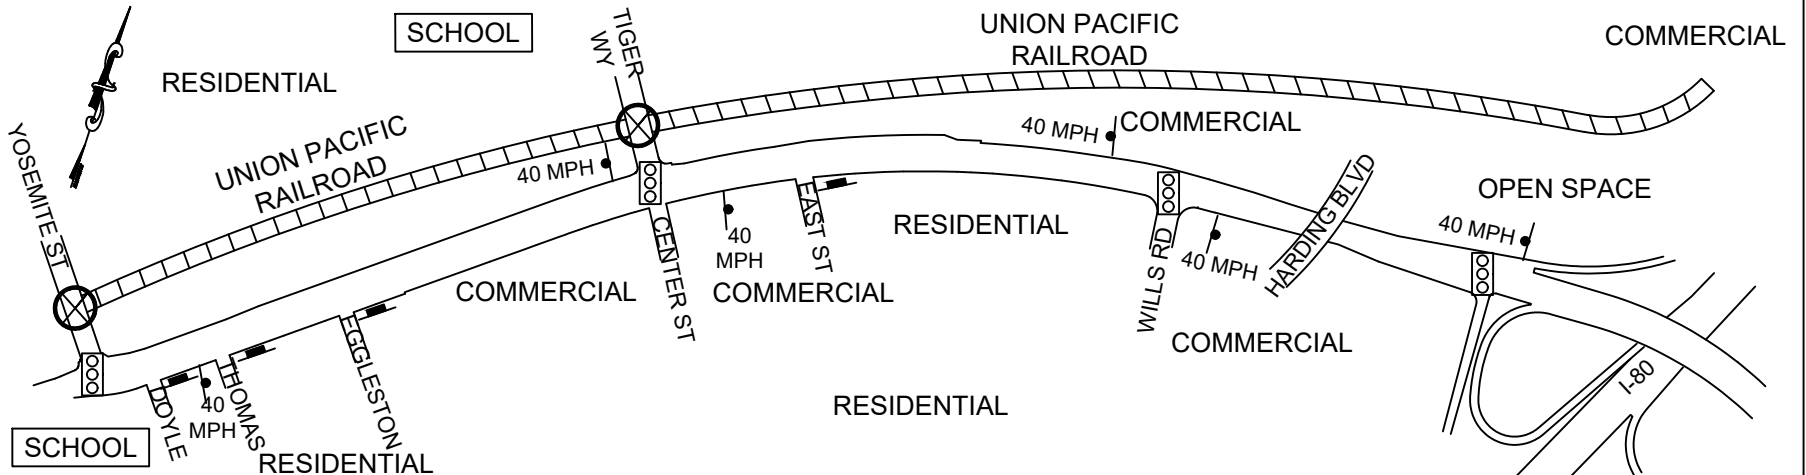 SCHOOL
TIGER
WY
UNION PACIFIC
RAILROAD
COMMERCIAL
RESIDENTIAL
YOSEMITE ST
UNION PACIFIC
RAILROAD
40 MPH
40 MPH
COMMERCIAL
HARDING BLVD
OPEN SPACE
40 MPH
EAST ST
RESIDENTIAL
40
MPH
COMMERCIAL
CENTER ST
COMMERCIAL
WILLS RD
40 MPH
COMMERCIAL
I-80
DOYLE
40
MPH
THOMAS
EGGLESTON
RESIDENTIAL
SCHOOL
RESIDENTIAL